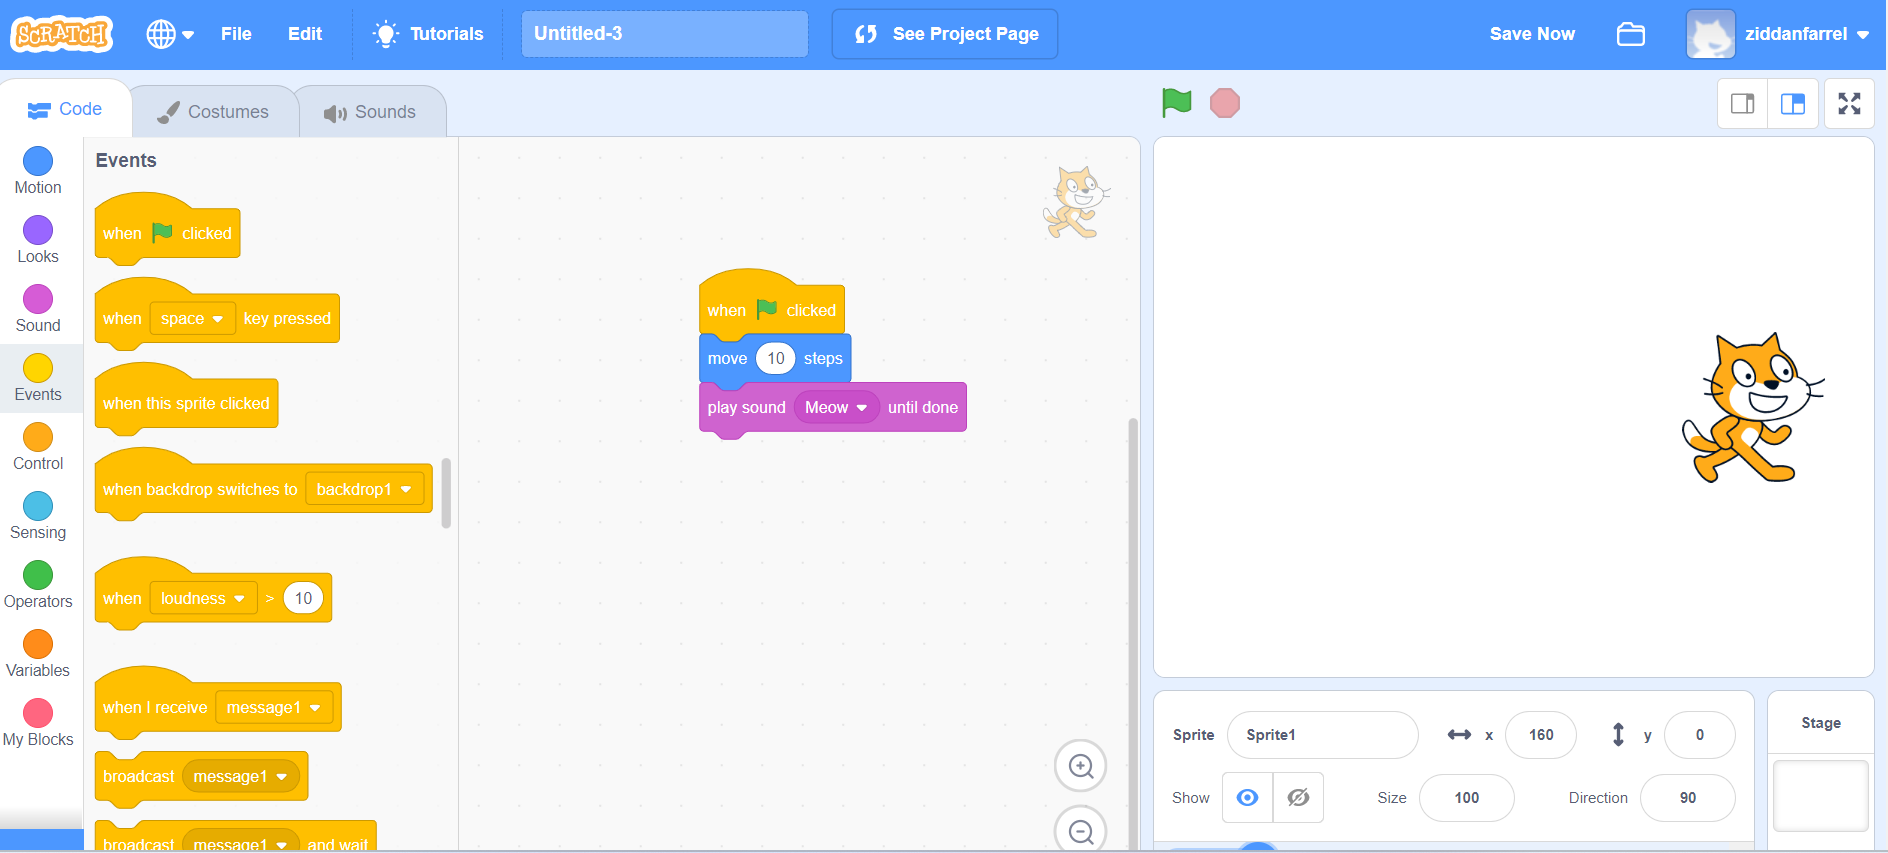 SCRATCH File Edit Tutorials Untitled-3 See Project Page Save Now ziddanfarrel
Code Costumes Sounds
Motion
Looks
Sound
Events
Control
Sensing
Operators
Variables
My Blocks
Events
when clicked
when space key pressed
when this sprite clicked
when backdrop switches to backdrop1
when loudness > 10
when I receive message1
broadcast message1
broadcast message1 and wait
when clicked
move 10 steps
play sound Meow until done
Sprite Sprite1 x 160 y 0
Show Size 100 Direction 90
Stage